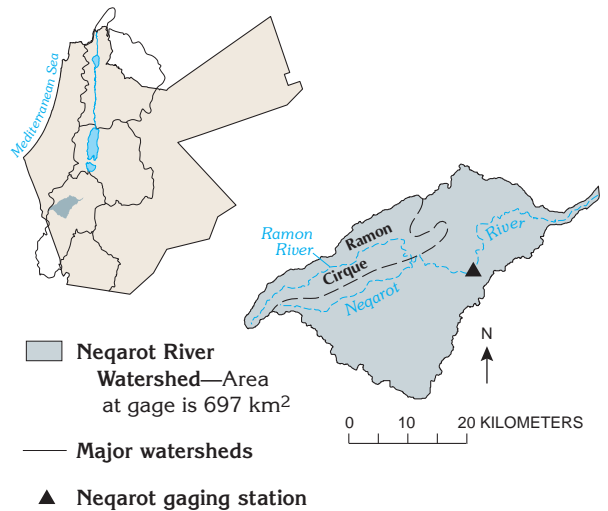 Mediterranean Sea
Ramon
River
Ramon
Cirque
Neqarot
River
Neqarot River
Watershed—Area
at gage is 697 km2
Major watersheds
Neqarot gaging station
N
0 10 20 KILOMETERS